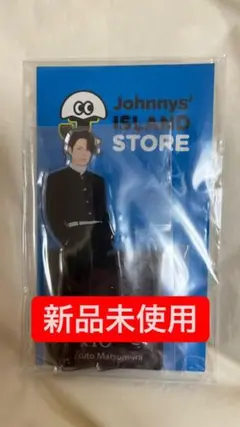 Johnnys'
ISLAND
STORE
新品未使用
Matsumura